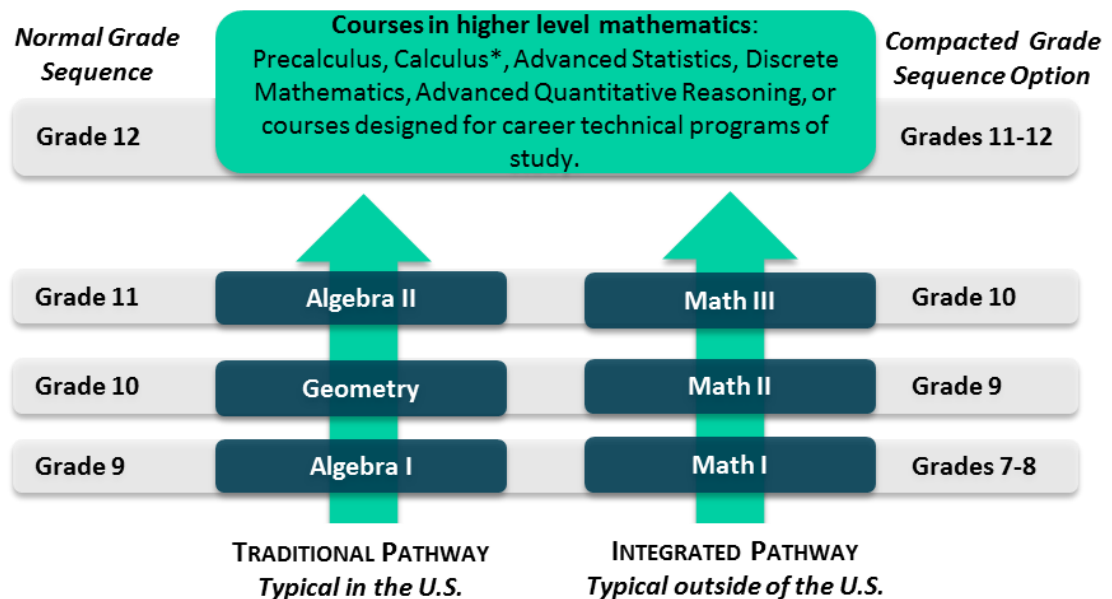 Normal Grade
Sequence
Courses in higher level mathematics:
Precalculus, Calculus*, Advanced Statistics, Discrete
Mathematics, Advanced Quantitative Reasoning, or
courses designed for career technical programs of
study.
Compacted Grade
Sequence Option
Grade 12
Grades 11-12
Grade 11
Algebra II
Math III
Grade 10
Grade 10
Geometry
Math II
Grade 9
Grade 9
Algebra I
Math I
Grades 7-8
TRADITIONAL PATHWAY
Typical in the U.S.
INTEGRATED PATHWAY
Typical outside of the U.S.